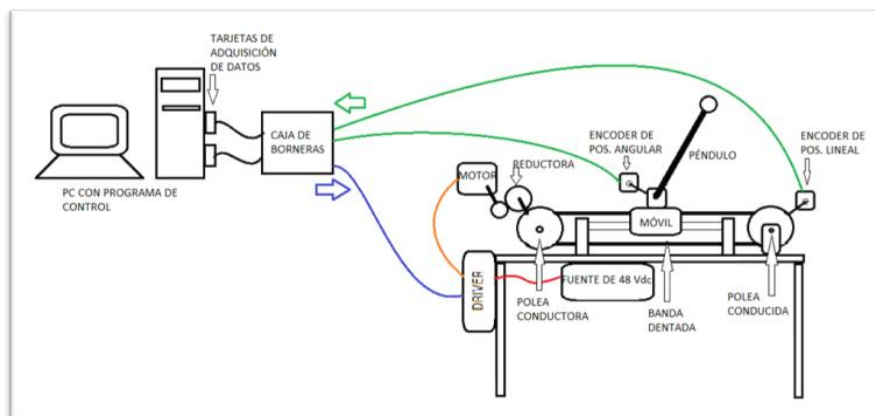 TARJETAS DE
ADQUISICIÓN
DE DATOS
CAJA DE
BORNERAS
PC CON PROGRAMA DE
CONTROL
ENCODER DE
POS. ANGULAR
PÉNDULO
ENCODER DE
POS. LINEAL
MOTOR
REDUCTORA
MÓVIL
DRIVER
FUENTE DE 48 Vdc
POLEA
CONDUCTORA
BANDA
DENTADA
POLEA
CONDUCIDA